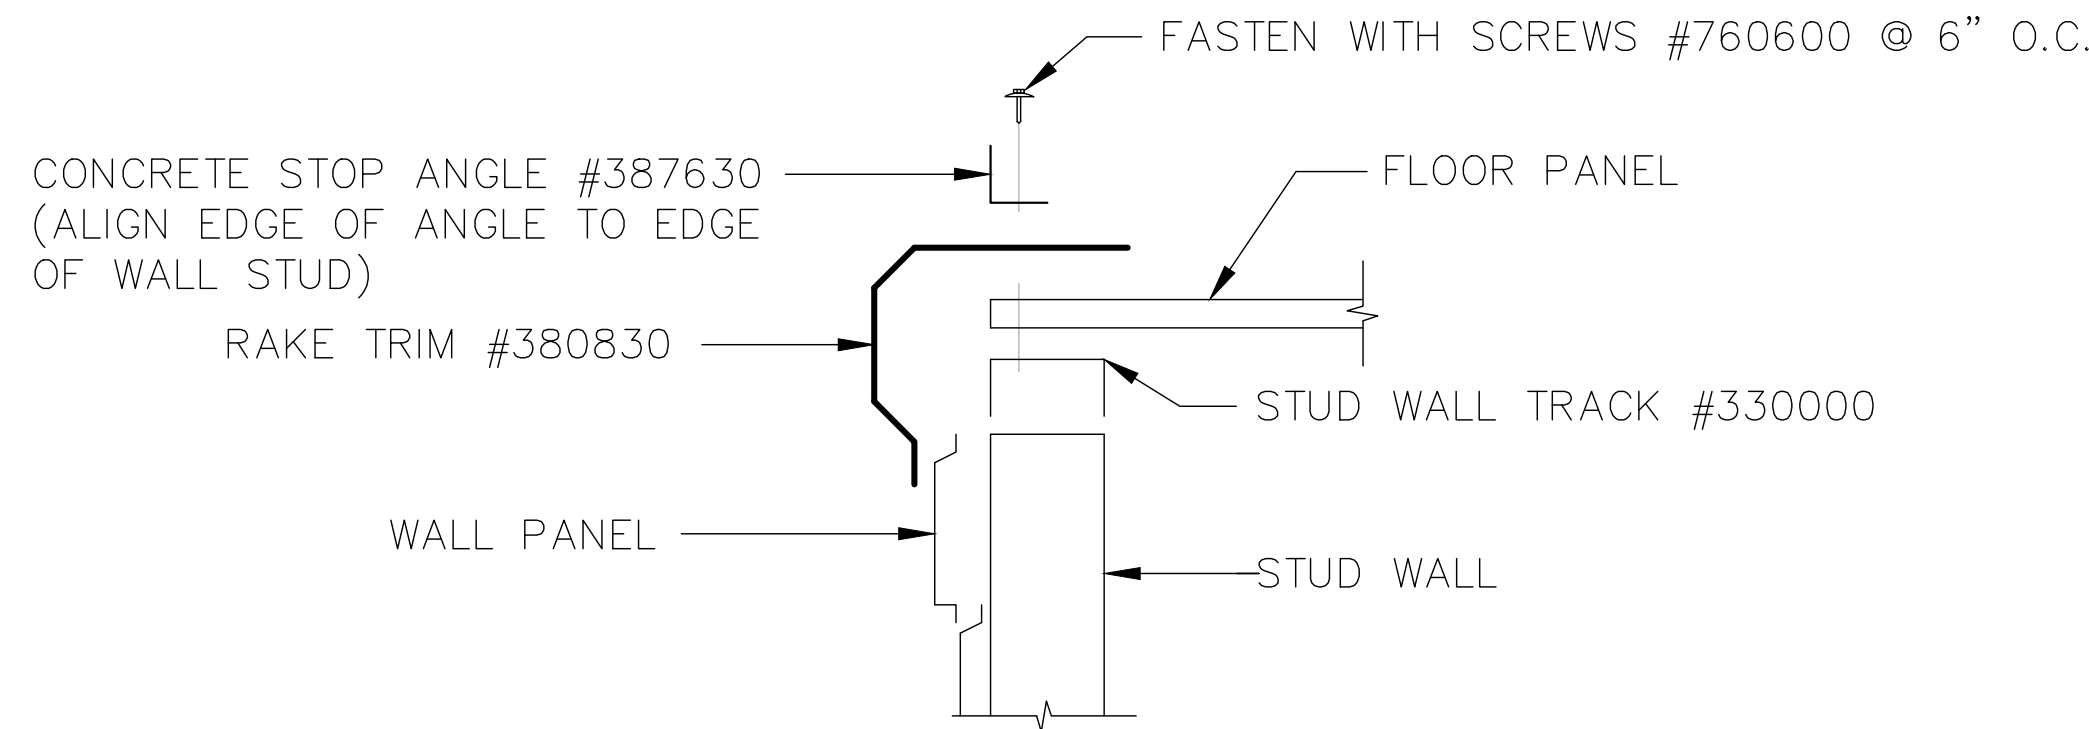 FASTEN WITH SCREWS #760600 @ 6” O.C.
CONCRETE STOP ANGLE #387630
(ALIGN EDGE OF ANGLE TO EDGE
OF WALL STUD)
FLOOR PANEL
RAKE TRIM #380830
STUD WALL TRACK #330000
WALL PANEL
STUD WALL